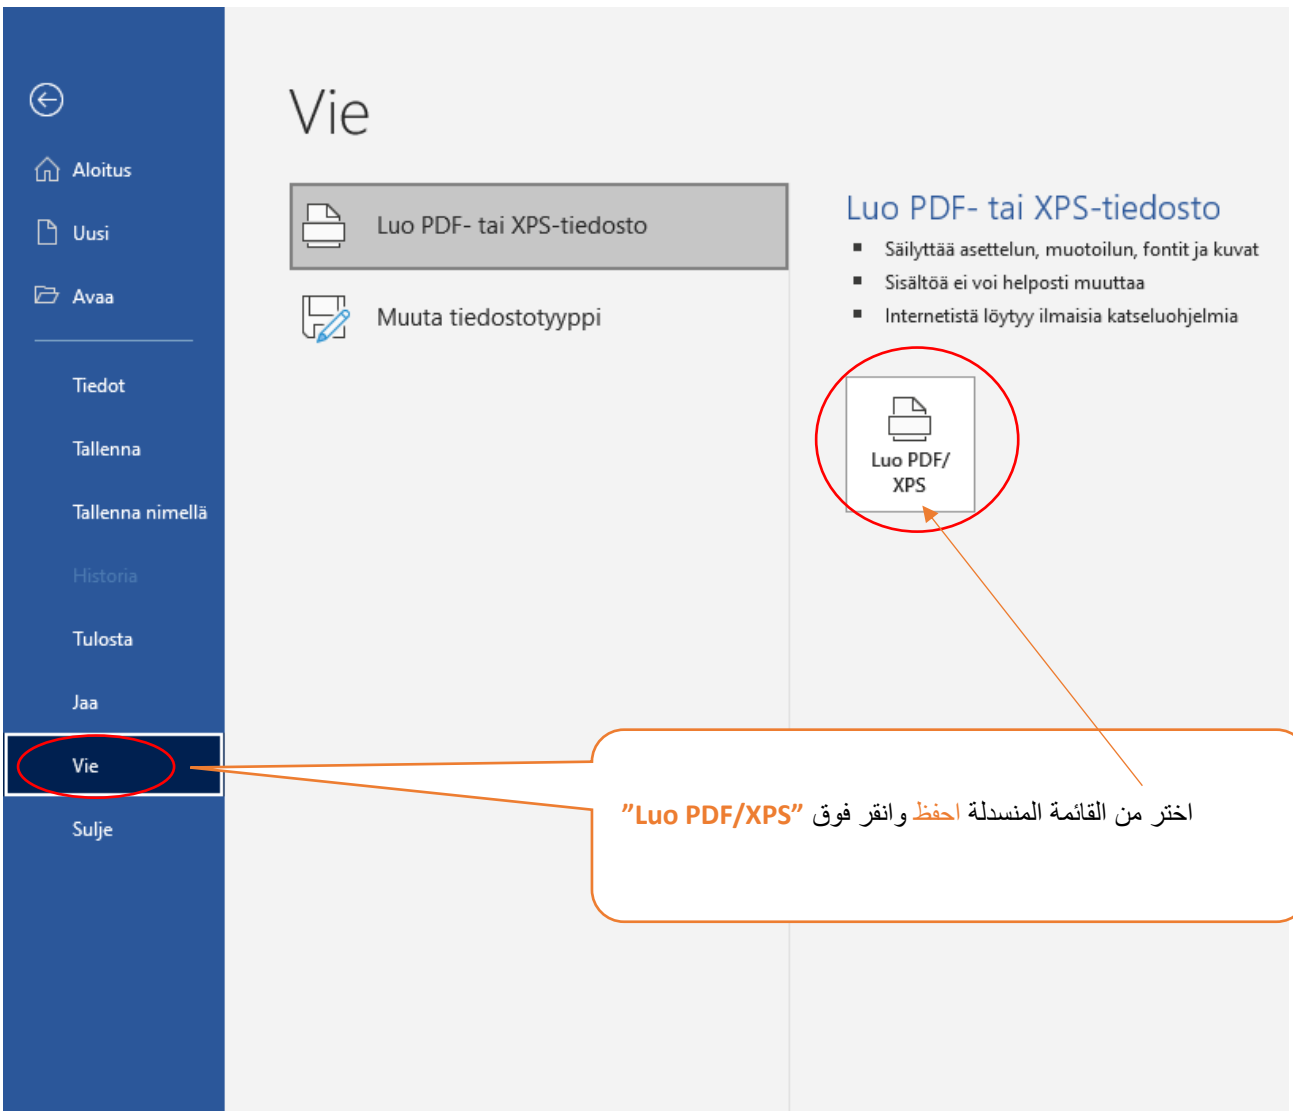 Vie
Aloitus
Uusi
Avaa
Tiedot
Tallenna
Tallenna nimellä
Historia
Tulosta
Jaa
Vie
Sulje
Luo PDF- tai XPS-tiedosto
Muuta tiedostotyyppi
Luo PDF- tai XPS-tiedosto
Säilyttää asettelun, muotoilun, fontit ja kuvat
Sisältöä ei voi helposti muuttaa
Internetistä löytyy ilmaisia katseluohjelmia
Luo PDF/
XPS
اختر من القائمة المنسدلة احفظ وانقر فوق ”Luo PDF/XPS”